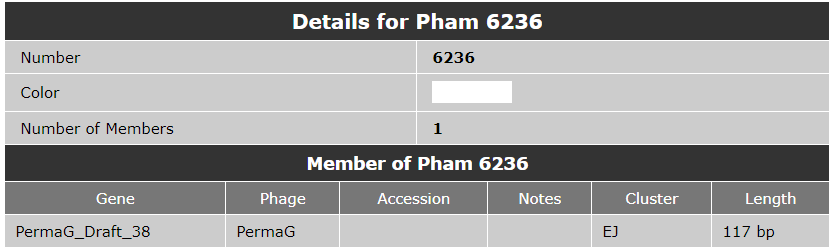 Details for Pham 6236
Number 6236
Color
Number of Members 1
Member of Pham 6236
Gene Phage Accession Notes Cluster Length
PermaG_Draft_38 PermaG EJ 117 bp